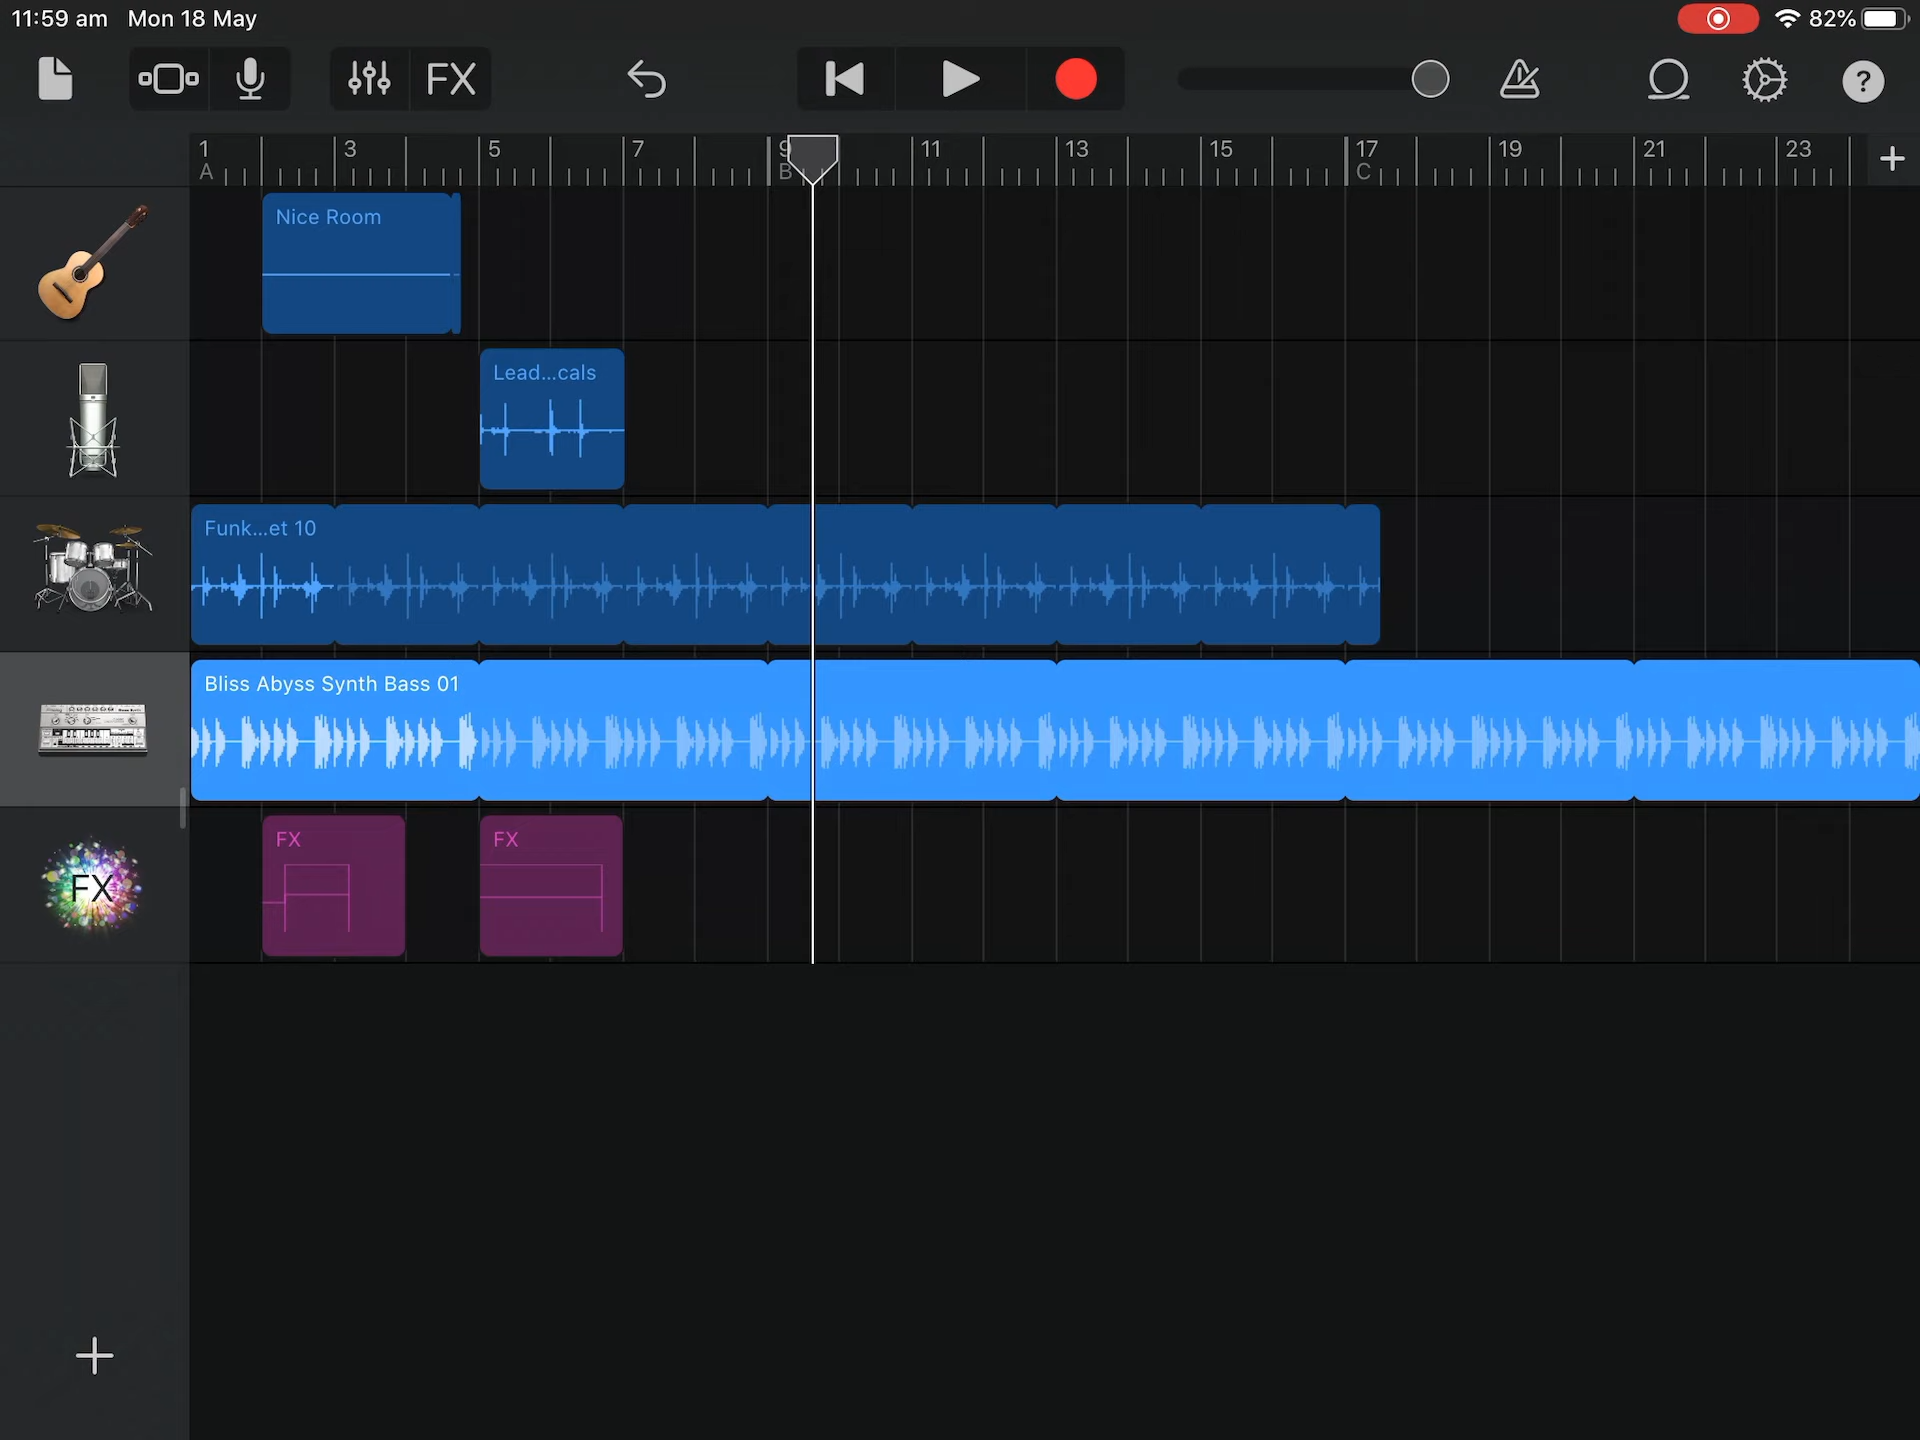 11:59 am Mon 18 May 82%
FX ?
1 3 5 7 9 11 13 15 17 19 21 23
A B C
Nice Room
Lead...cals
Funk...et 10
Bliss Abyss Synth Bass 01
FX FX
FX